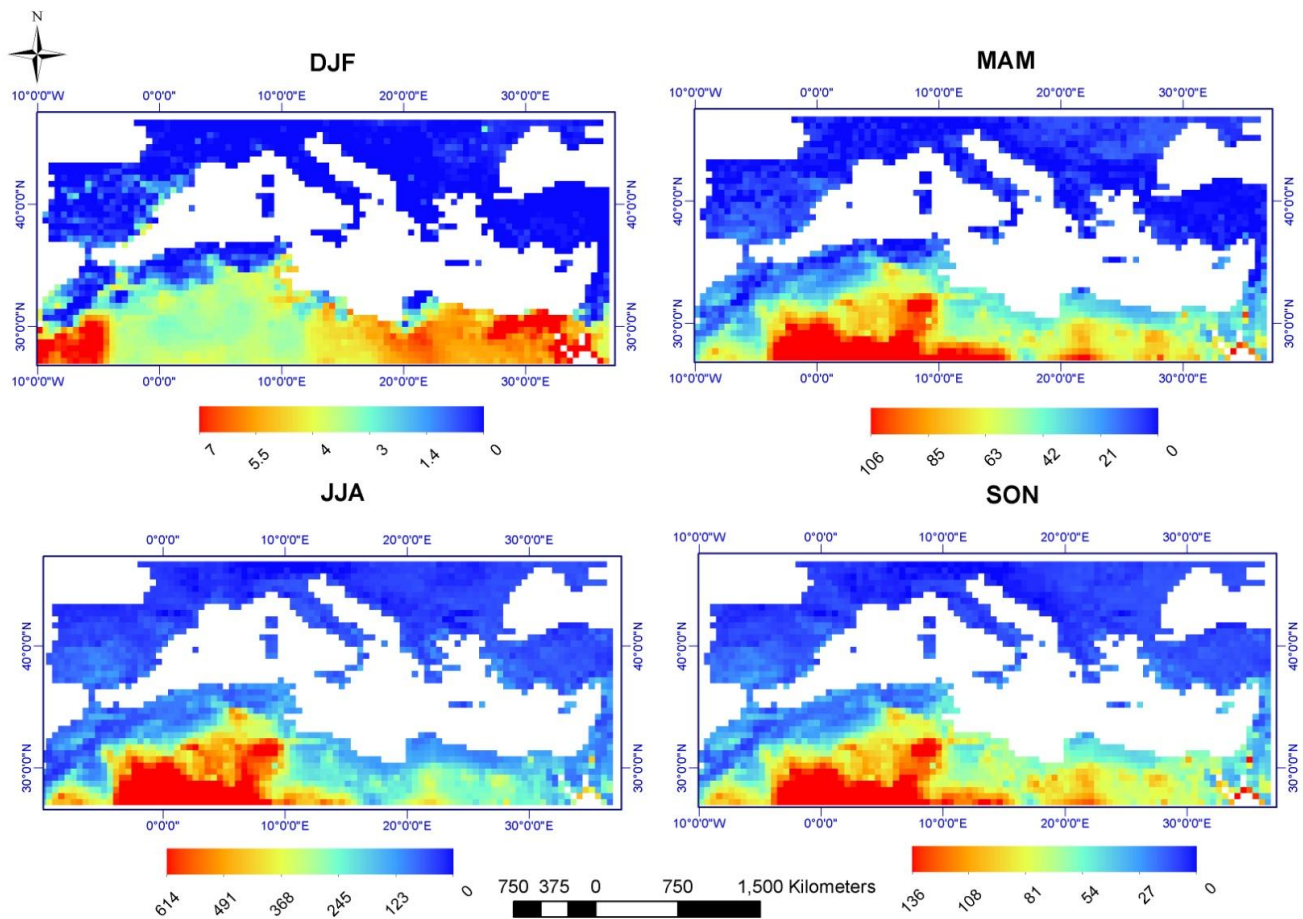 N
DJF
MAM
10°0'0"W 0°0'0" 10°0'0"E 20°0'0"E 30°0'0"E
10°0'0"W 0°0'0" 10°0'0"E 20°0'0"E 30°0'0"E
40°0'0"N 40°0'0"N
40°0'0"N 40°0'0"N
30°0'0"N 30°0'0"N
30°0'0"N 30°0'0"N
10°0'0"W 0°0'0" 10°0'0"E 20°0'0"E 30°0'0"E
10°0'0"W 0°0'0" 10°0'0"E 20°0'0"E 30°0'0"E
7 5.5 4 3 1.4 0
106 85 63 42 21 0
JJA
SON
0°0'0" 10°0'0"E 20°0'0"E 30°0'0"E
10°0'0"W 0°0'0" 10°0'0"E 20°0'0"E 30°0'0"E
40°0'0"N 40°0'0"N
40°0'0"N 40°0'0"N
30°0'0"N 30°0'0"N
30°0'0"N 30°0'0"N
0°0'0" 10°0'0"E 20°0'0"E 30°0'0"E
10°0'0"W 0°0'0" 10°0'0"E 20°0'0"E 30°0'0"E
614 491 368 245 123 0
750 375 0 750 1,500 Kilometers
136 108 81 54 27 0